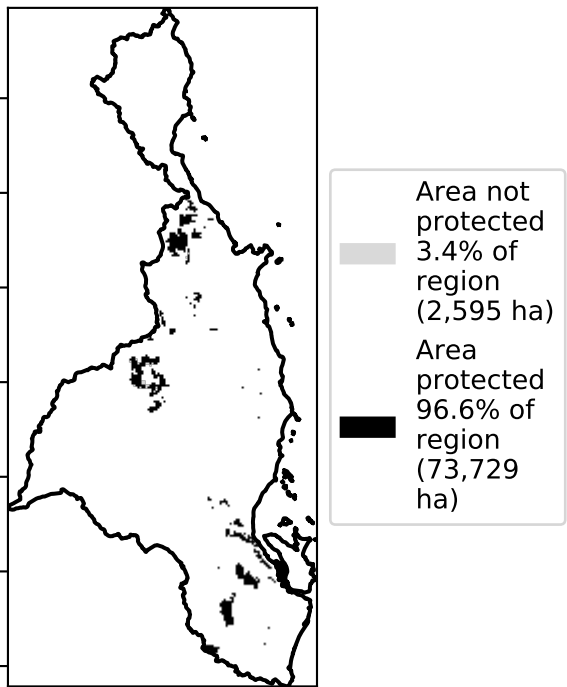 Area not
protected
3.4% of
region
(2,595 ha)
Area
protected
96.6% of
region
(73,729
ha)